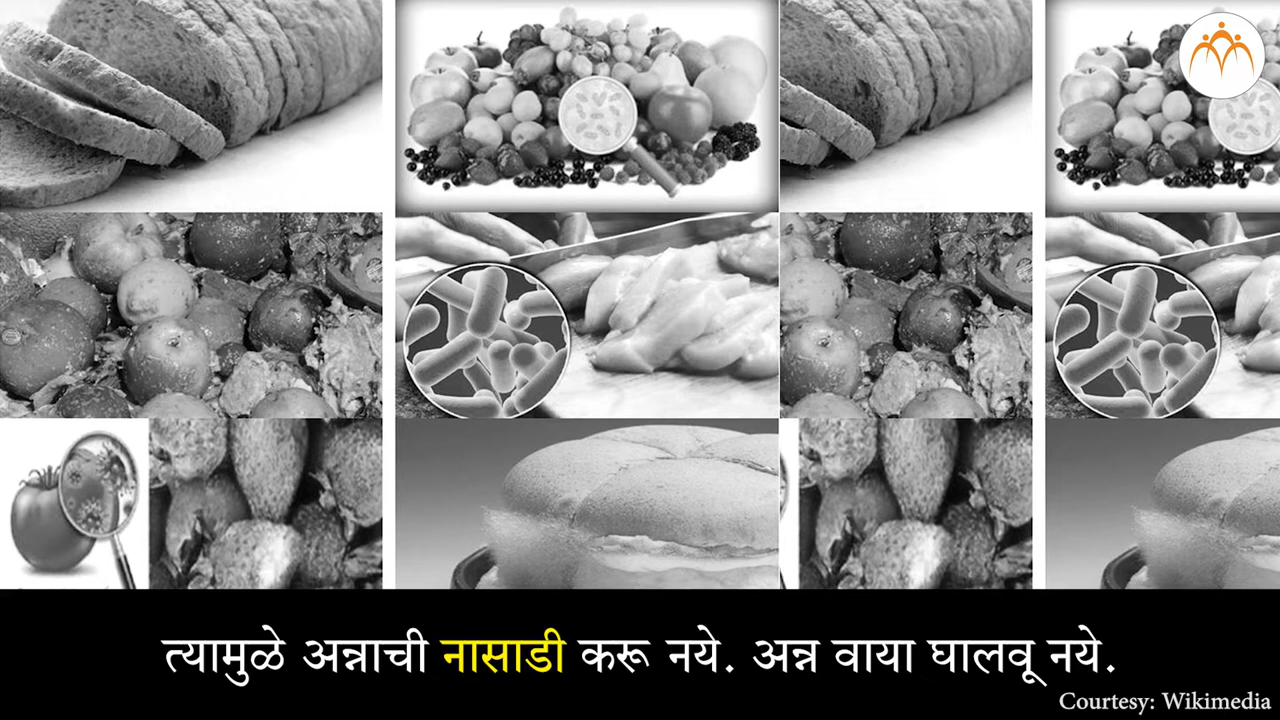 त्यामुळे अन्नाची नासाडी करू नये. अन्न वाया घालवू नये.
Courtesy: Wikimedia